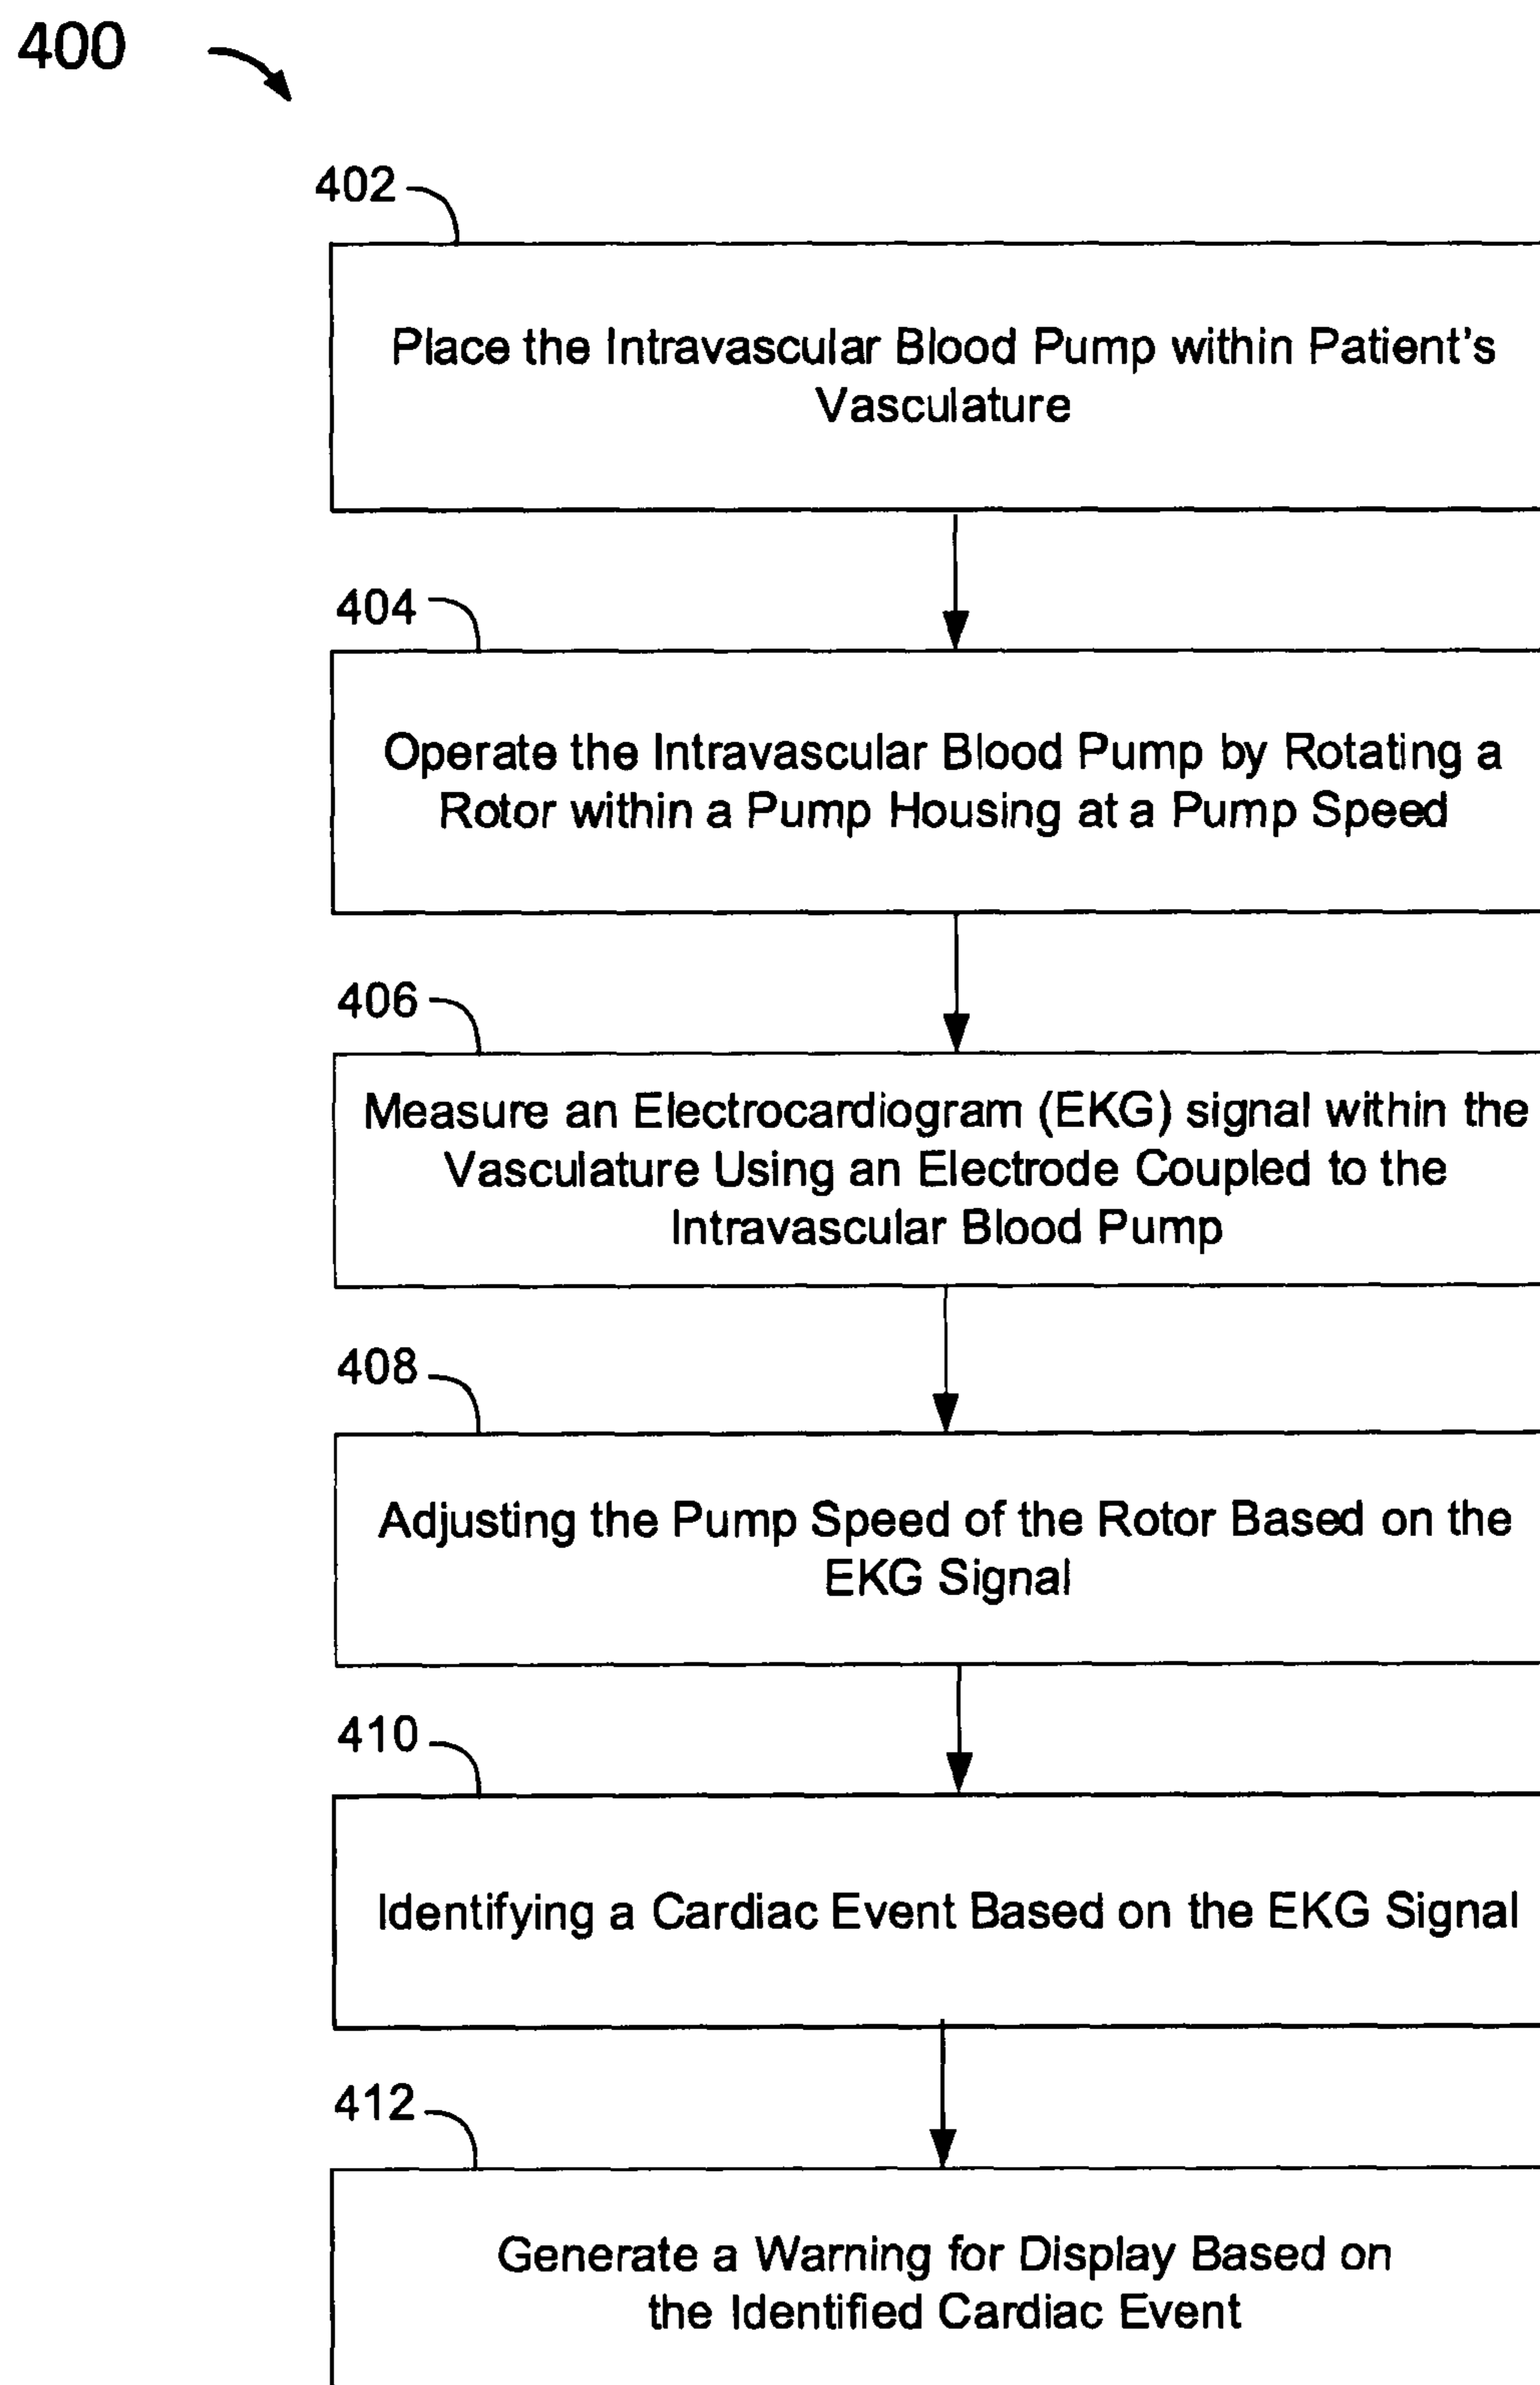 400
402
Place the Intravascular Blood Pump within Patient's
Vasculature
404
Operate the Intravascular Blood Pump by Rotating a
Rotor within a Pump Housing at a Pump Speed
406
Measure an Electrocardiogram (EKG) signal within the
Vasculature Using an Electrode Coupled to the
Intravascular Blood Pump
408
Adjusting the Pump Speed of the Rotor Based on the
EKG Signal
410
Identifying a Cardiac Event Based on the EKG Signal
412
Generate a Warning for Display Based on
the Identified Cardiac Event